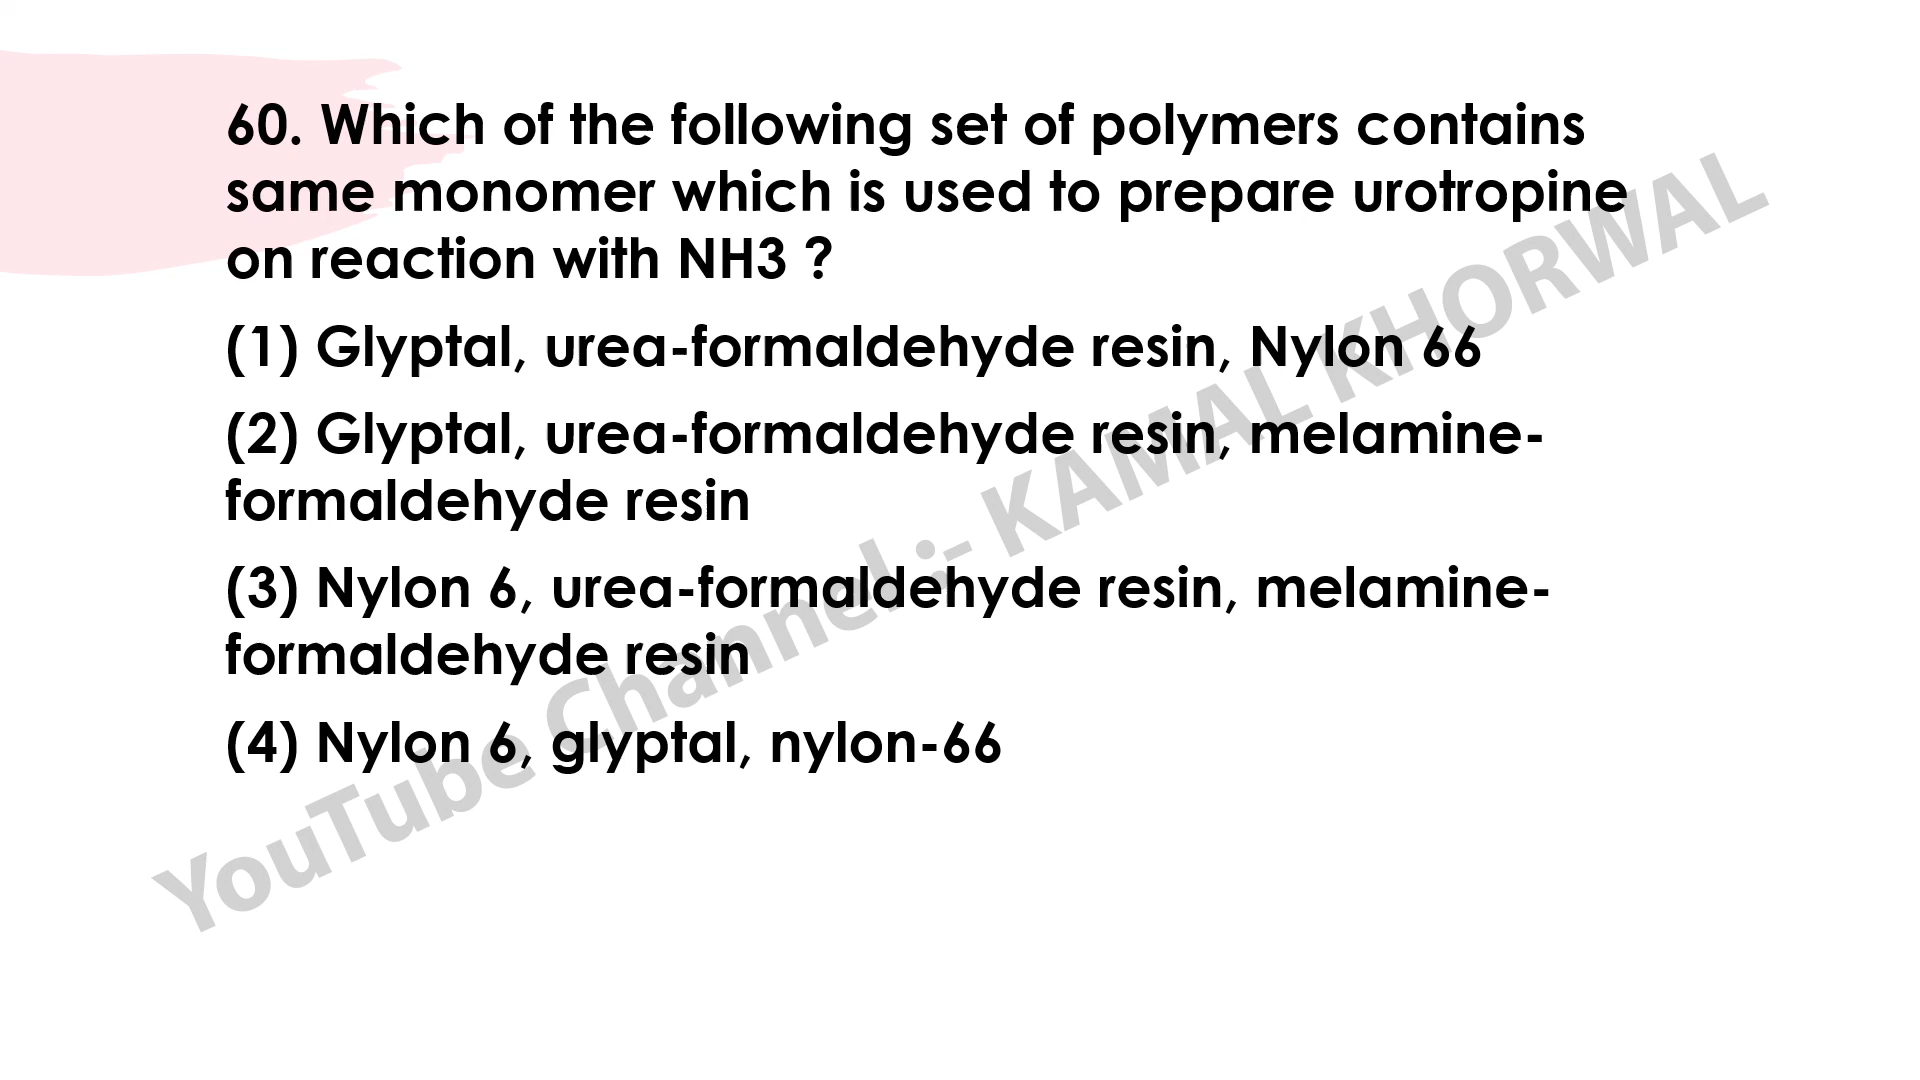 60. Which of the following set of polymers contains
same monomer which is used to prepare urotropine
on reaction with NH3 ?
(1) Glyptal, urea-formaldehyde resin, Nylon 66
(2) Glyptal, urea-formaldehyde resin, melamine-
formaldehyde resin
(3) Nylon 6, urea-formaldehyde resin, melamine-
formaldehyde resin
(4) Nylon 6, glyptal, nylon-66
YouTube Channel :- KAMAL KHORWAL